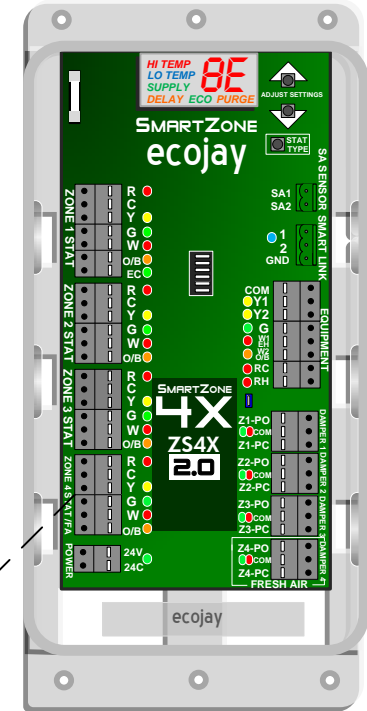 HI TEMP
LO TEMP
SUPPLY
DELAY ECO PURGE
8E
ADJUST SETTINGS
SMARTZONE
ecojay
STAT
TYPE
SA SENSOR
SA1
SA2
SMART LINK
1
2
GND
ZONE 1 STAT
R
C
Y
G
W
O/B
EC
ZONE 2 STAT
R
C
Y
G
W
O/B
ZONE 3 STAT
R
C
Y
G
W
O/B
ZONE 4 STAT /FA
R
C
Y
G
W
O/B
POWER
24V
24C
EQUIPMENT
COM
Y1
Y2
G
W1
EH
W2
O/B
RC
RH
SMARTZONE
4X
ZS4X
2.0
DAMPER 1
Z1-PO
COM
Z1-PC
DAMPER 2
Z2-PO
COM
Z2-PC
DAMPER 3
Z3-PO
COM
Z3-PC
DAMPER 4
Z4-PO
COM
Z4-PC
FRESH AIR
ecojay